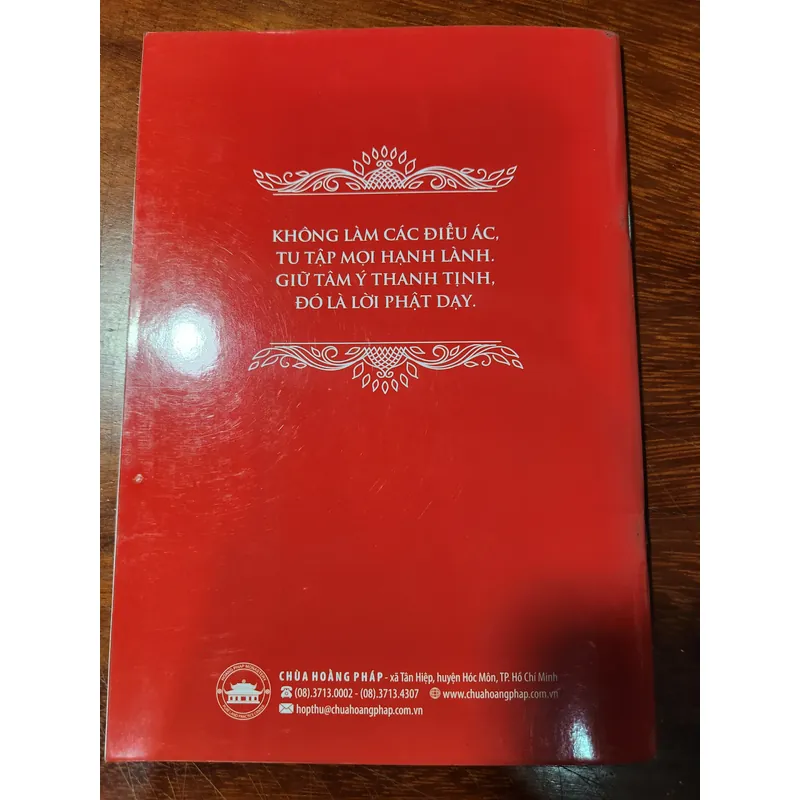 KHÔNG LÀM CÁC ĐIỀU ÁC,
TU TẬP MỌI HẠNH LÀNH.
GIỮ TÂM Ý THANH TỊNH,
ĐÓ LÀ LỜI PHẬT DẠY.
CHÙA HOẰNG PHÁP - xã Tân Hiệp, huyện Hóc Môn, TP. Hồ Chí Minh
(08).3713.0002 - (08).3713.4307 www.chuahoangphap.com.vn
hopthu@chuahoangphap.com.vn